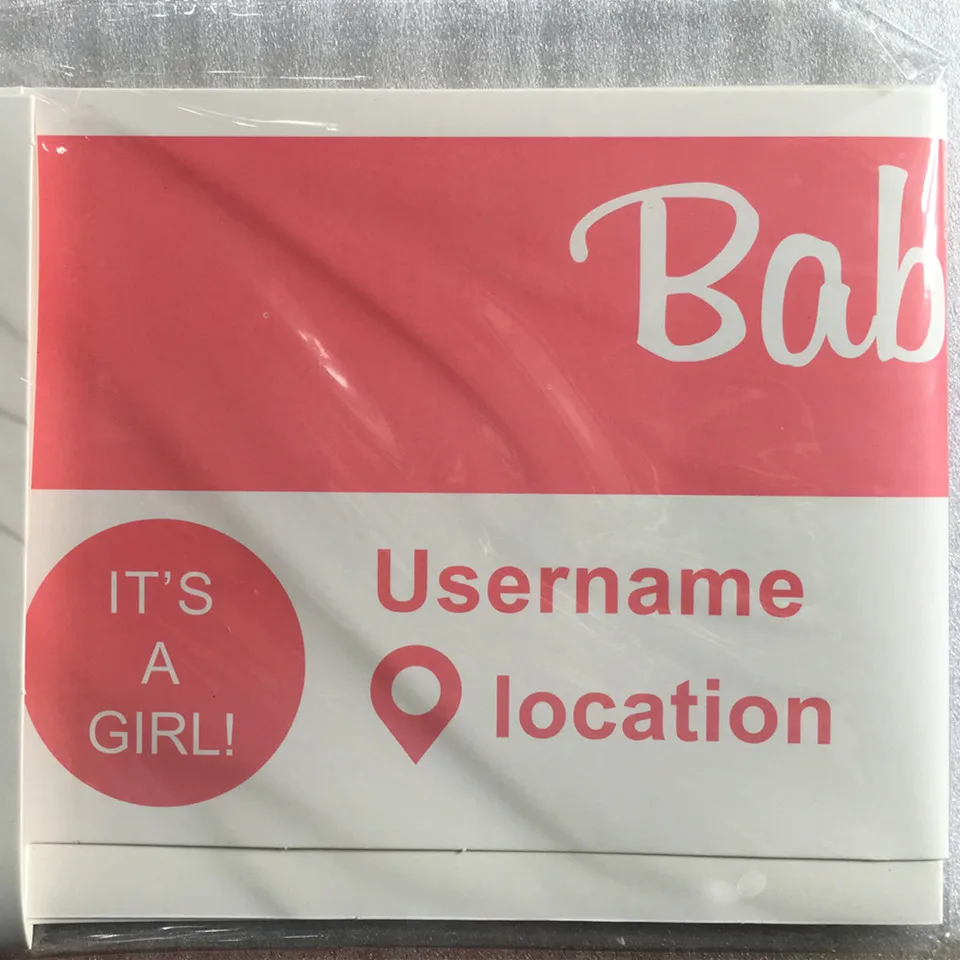 Bab
IT'S
A
GIRL!
Username
location